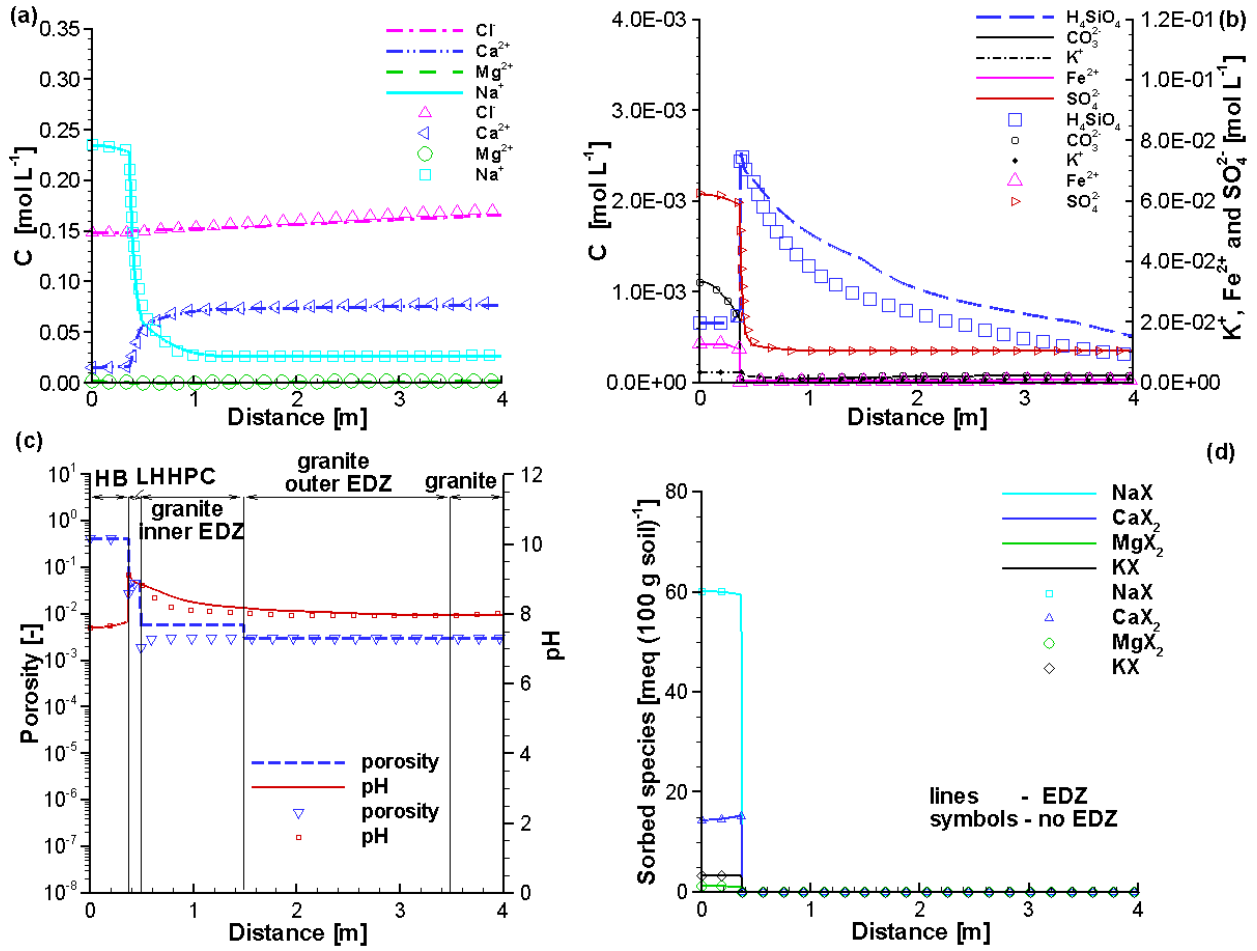 (a)
0.35
0.30
0.25
0.20
0.15
0.10
0.05
0.00
C [mol L⁻¹]
0 1 2 3 4
Distance [m]
Cl⁻
Ca²⁺
Mg²⁺
Na⁺
Cl⁻
Ca²⁺
Mg²⁺
Na⁺
(b)
4.0E-03
3.0E-03
2.0E-03
1.0E-03
0.0E+00
C [mol L⁻¹]
0 1 2 3 4
Distance [m]
H₄SiO₄
CO₃²⁻
K⁺
Fe²⁺
SO₄²⁻
H₄SiO₄
CO₃²⁻
K⁺
Fe²⁺
SO₄²⁻
1.2E-01
1.0E-01
8.0E-02
6.0E-02
4.0E-02
2.0E-02
0.0E+00
K⁺, Fe²⁺ and SO₄²⁻ [mol L⁻¹]
(c)
10¹
10⁰
10⁻¹
10⁻²
10⁻³
10⁻⁴
10⁻⁵
10⁻⁶
10⁻⁷
10⁻⁸
Porosity [-]
HB LHHPC
granite
inner EDZ
granite
outer EDZ
granite
porosity
pH
porosity
pH
12
10
8
6
4
2
0
pH
0 1 2 3 4
Distance [m]
(d)
80
60
40
20
0
Sorbed species [meq (100 g soil)⁻¹]
NaX
CaX₂
MgX₂
KX
NaX
CaX₂
MgX₂
KX
lines - EDZ
symbols - no EDZ
0 1 2 3 4
Distance [m]